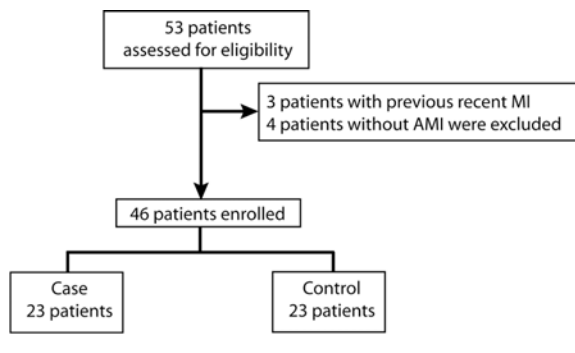 53 patients
assessed for eligibility
3 patients with previous recent MI
4 patients without AMI were excluded
46 patients enrolled
Case
23 patients
Control
23 patients